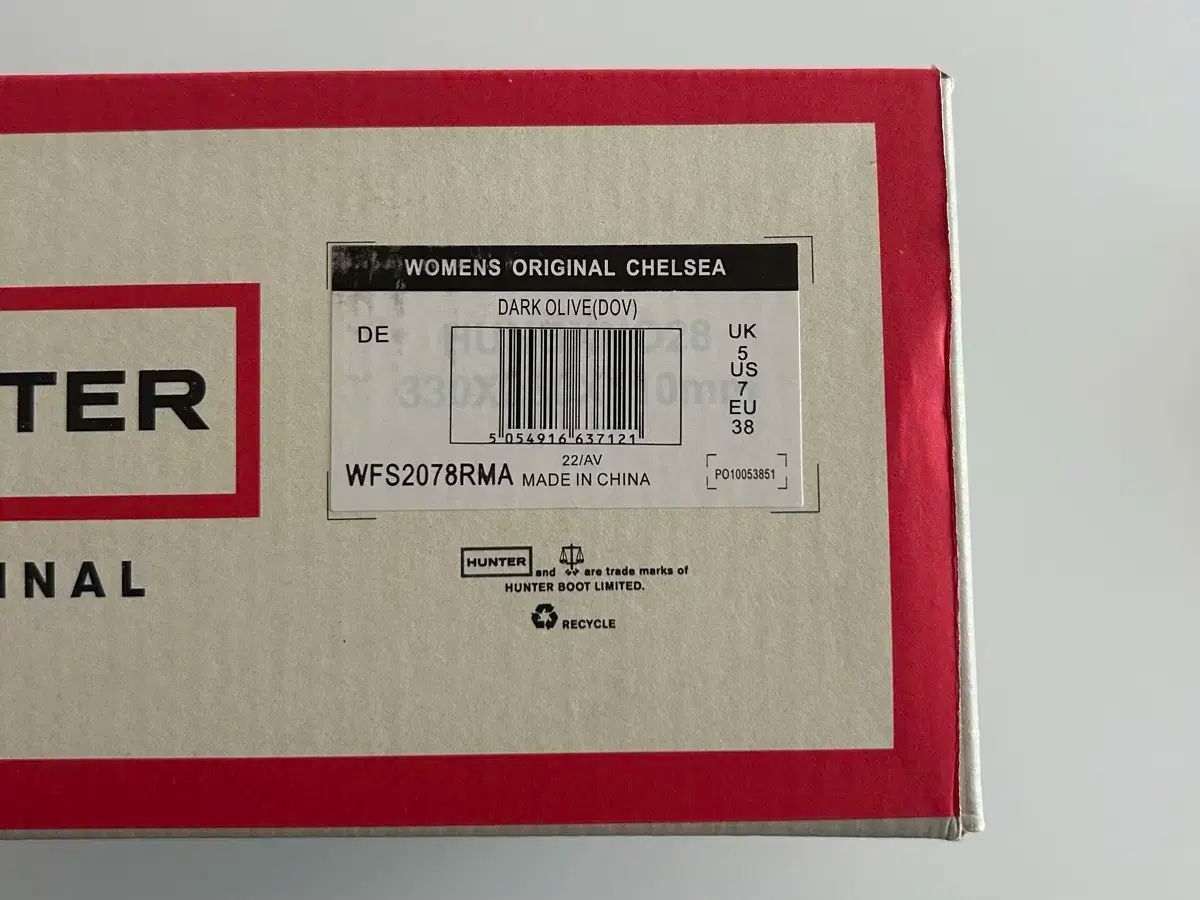 TER
INAL
WOMENS ORIGINAL CHELSEA
DARK OLIVE(DOV)
DE
UK
5
US
7
EU
38
5 054916 637121
22/AV
WFS2078RMA MADE IN CHINA
PO10053851
HUNTER and are trade marks of
HUNTER BOOT LIMITED.
RECYCLE